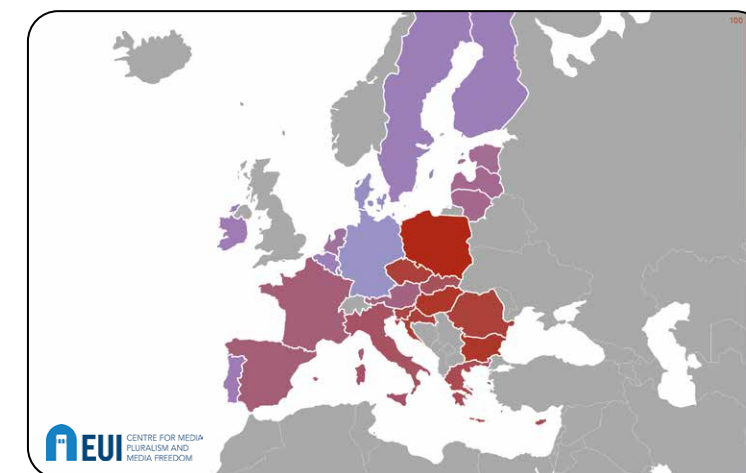 100
EUI
CENTRE FOR MEDIA
PLURALISM AND
MEDIA FREEDOM